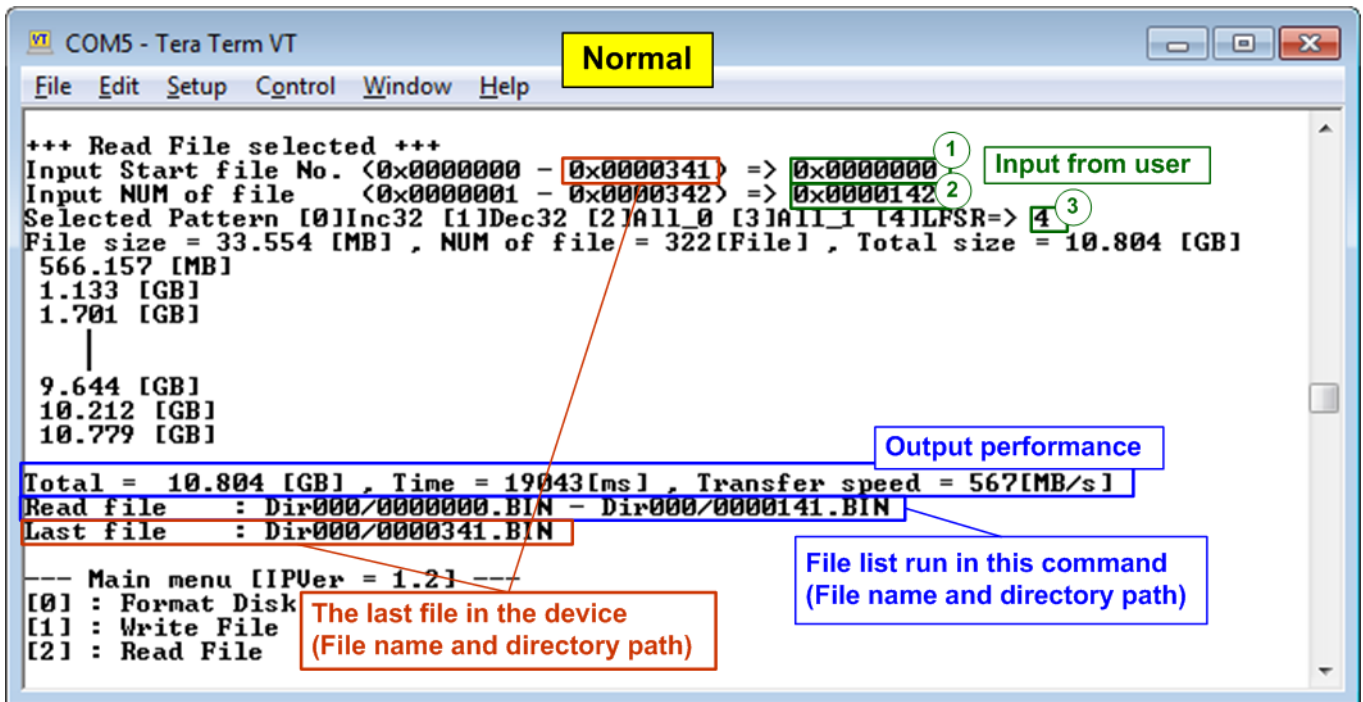 COM5 - Tera Term VT
Normal
File Edit Setup Control Window Help
+++ Read File selected +++
Input Start file No. (0x0000000 - 0x0000341) => 0x0000000 1
Input from user
Input NUM of file (0x0000001 - 0x0000342) => 0x0000142 2
Selected Pattern [0]Inc32 [1]Dec32 [2]All_0 [3]All_1 [4]LFSR=> 4 3
File size = 33.554 [MB] , NUM of file = 322[File] , Total size = 10.804 [GB]
566.157 [MB]
1.133 [GB]
1.701 [GB]
9.644 [GB]
10.212 [GB]
10.779 [GB]
Output performance
Total = 10.804 [GB] , Time = 19043[ms] , Transfer speed = 567[MB/s]
Read file : Dir000/0000000.BIN - Dir000/0000141.BIN
Last file : Dir000/0000341.BIN
File list run in this command
(File name and directory path)
--- Main menu [IPVer = 1.2] ---
[0] : Format Disk
[1] : Write File
[2] : Read File
The last file in the device
(File name and directory path)